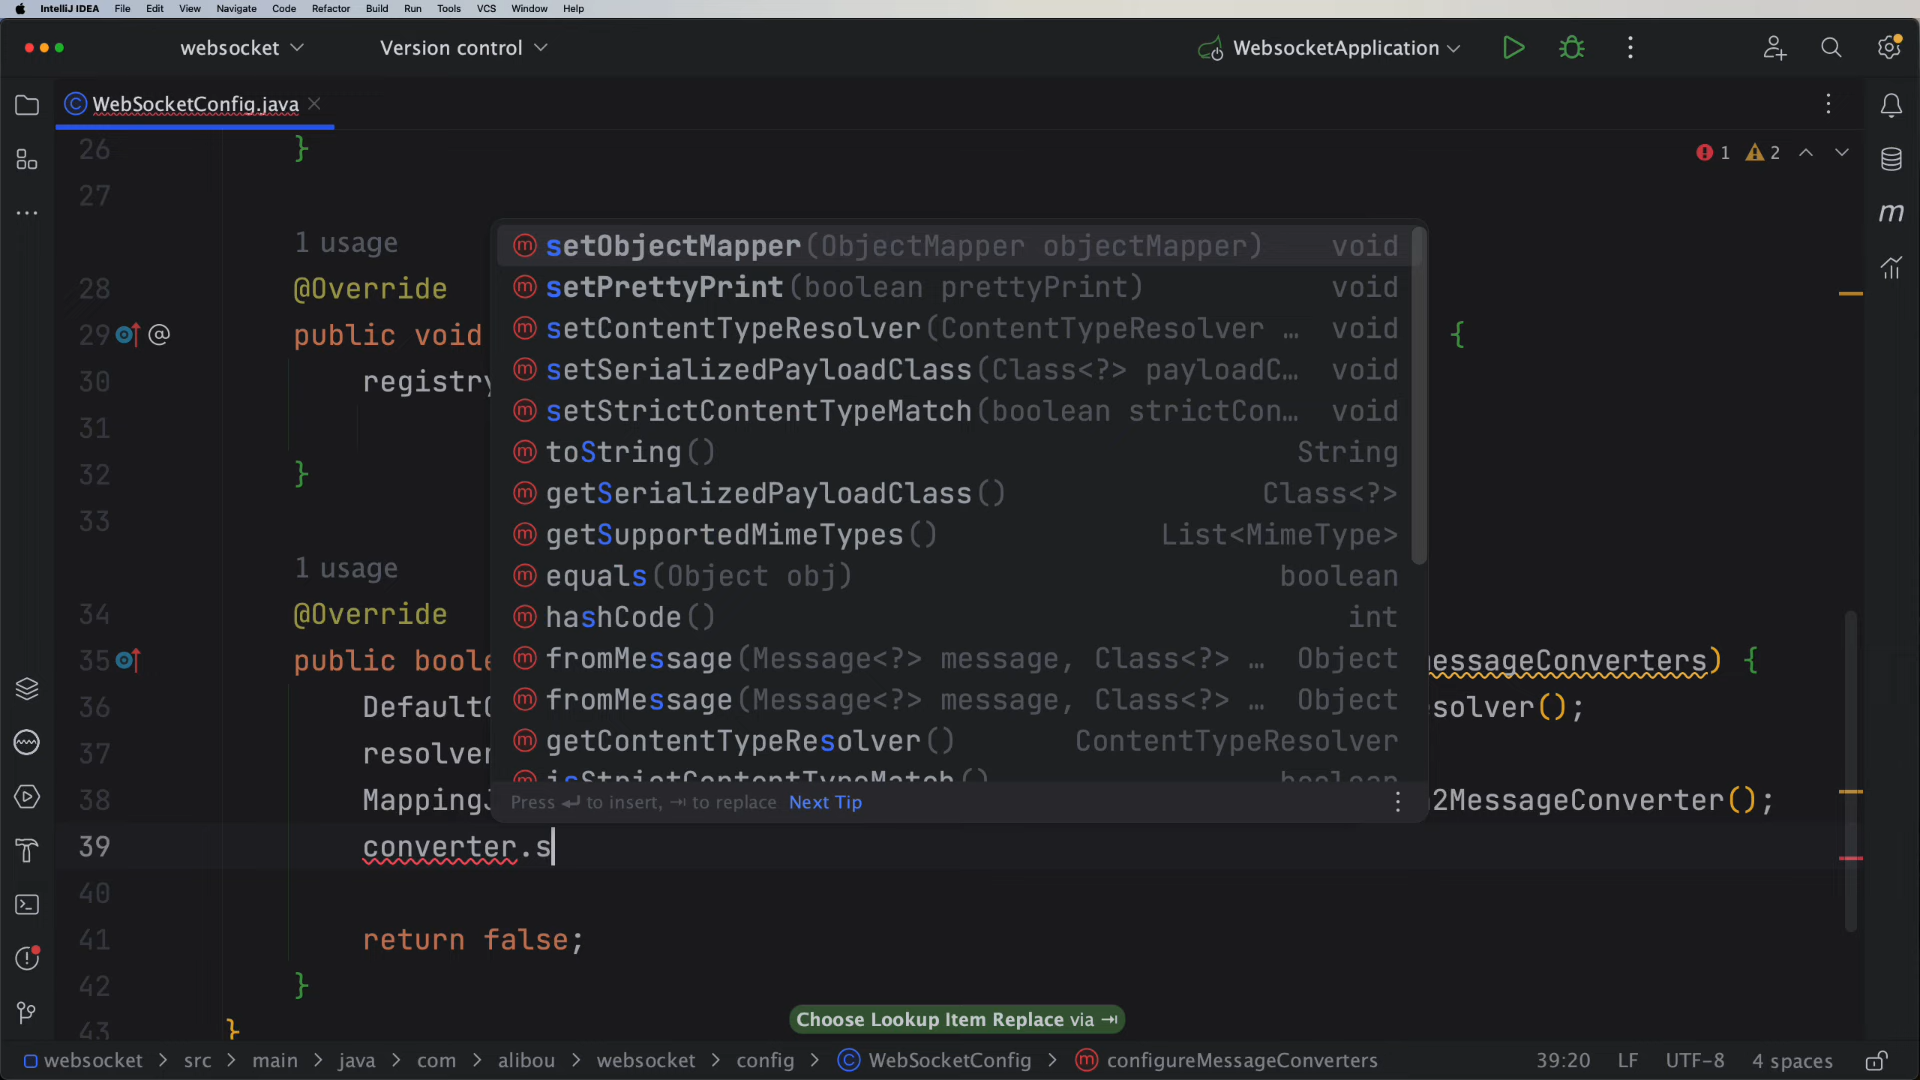 IntelliJ IDEA File Edit View Navigate Code Refactor Build Run Tools VCS Window Help
websocket Version control WebsocketApplication
WebSocketConfig.java
26 }
1 2
27
1 usage
28 @Override
29 @ public void {
30 registry
31
32 }
33
1 usage
34 @Override
35 public boole essageConverters) {
36 DefaultC solver();
37 resolver
38 MappingJ 2MessageConverter();
39 converter.s
40
41 return false;
42 }
43 }
setObjectMapper(ObjectMapper objectMapper) void
setPrettyPrint(boolean prettyPrint) void
setContentTypeResolver(ContentTypeResolver … void
setSerializedPayloadClass(Class<?> payloadC… void
setStrictContentTypeMatch(boolean strictCon… void
toString() String
getSerializedPayloadClass() Class<?>
getSupportedMimeTypes() List<MimeType>
equals(Object obj) boolean
hashCode() int
fromMessage(Message<?> message, Class<?> … Object
fromMessage(Message<?> message, Class<?> … Object
getContentTypeResolver() ContentTypeResolver
isStrictContentTypeMatch() boolean
Press ↵ to insert, ⇥ to replace Next Tip
Choose Lookup Item Replace via ⇥
websocket > src > main > java > com > alibou > websocket > config > WebSocketConfig > configureMessageConverters 39:20 LF UTF-8 4 spaces